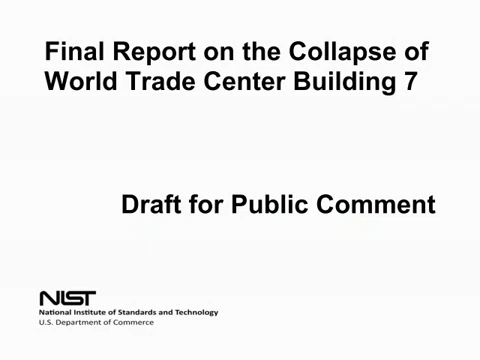 Final Report on the Collapse of
World Trade Center Building 7
Draft for Public Comment
NIST
National Institute of Standards and Technology
U.S. Department of Commerce